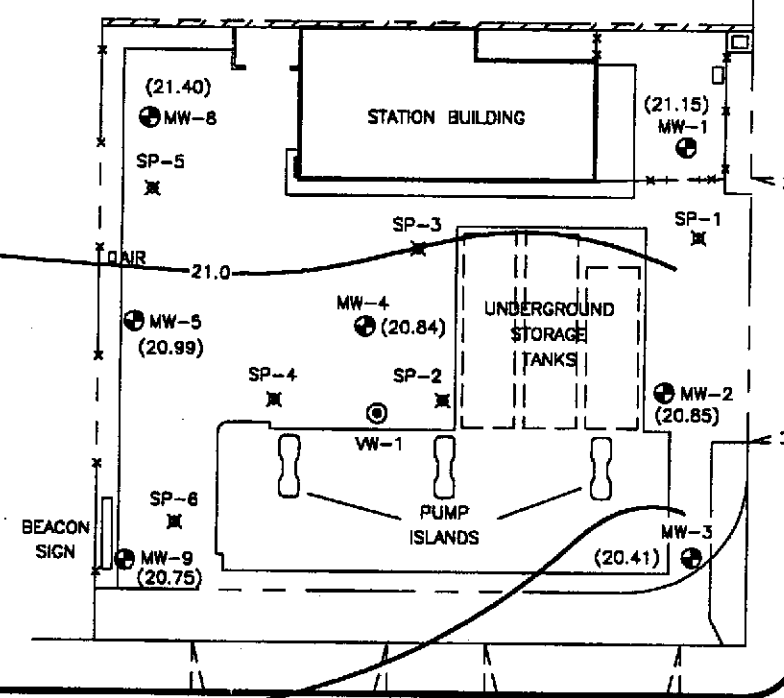 (21.40)
MW-8
STATION BUILDING
(21.15)
MW-1
SP-5
SP-3
SP-1
AIR
21.0
MW-4
(20.84)
UNDERGROUND
STORAGE
TANKS
MW-5
(20.99)
SP-4
SP-2
MW-2
(20.85)
VW-1
SP-6
PUMP
ISLANDS
BEACON
SIGN
MW-3
(20.41)
MW-9
(20.75)